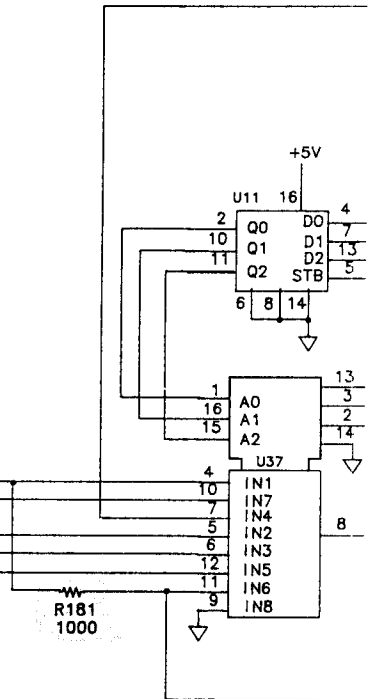 +5V
U11 16
2 Q0 D0 4
10 Q1 D1 7
11 Q2 D2 13
STB 5
6 8 14
1 A0 13
16 A1 3
15 A2 2
14
U37
4 IN1
10 IN7
7 IN4
5 IN2 8
6 IN3
12 IN5
11 IN6
9 IN8
R181
1000